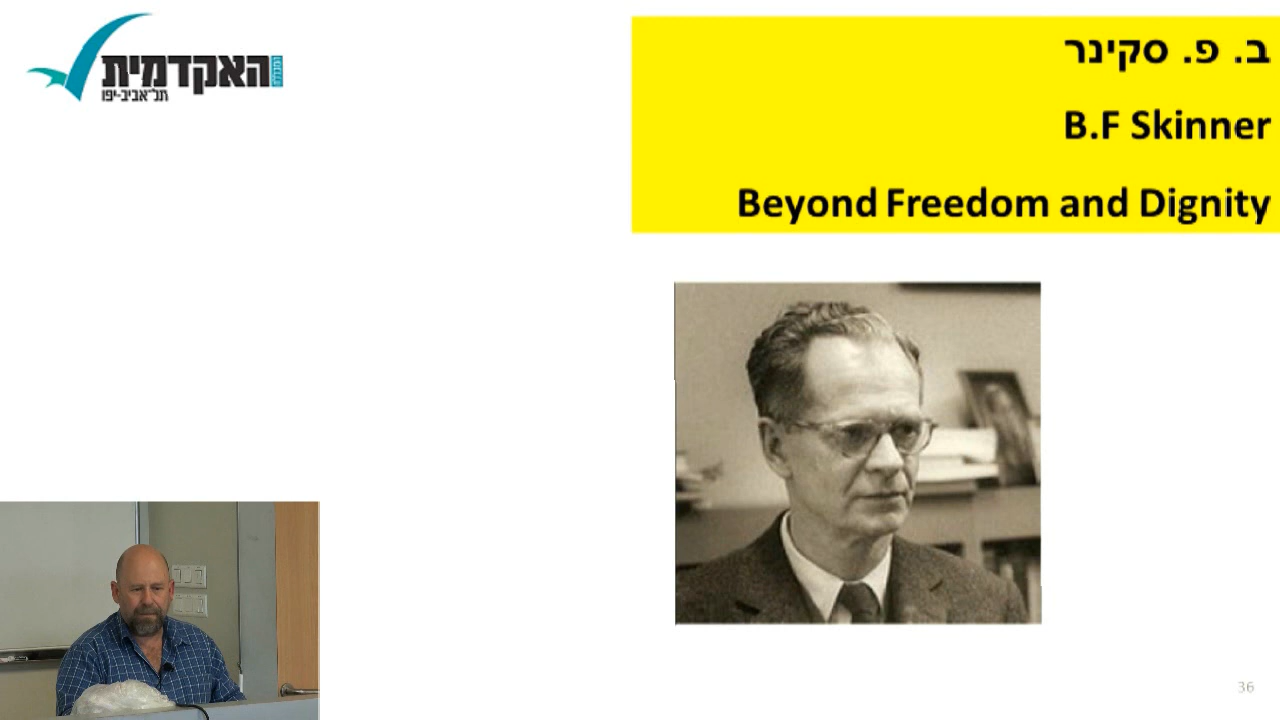 האקדמית
תל־אביב-יפו
ב. פ. סקינר
B.F Skinner
Beyond Freedom and Dignity
36